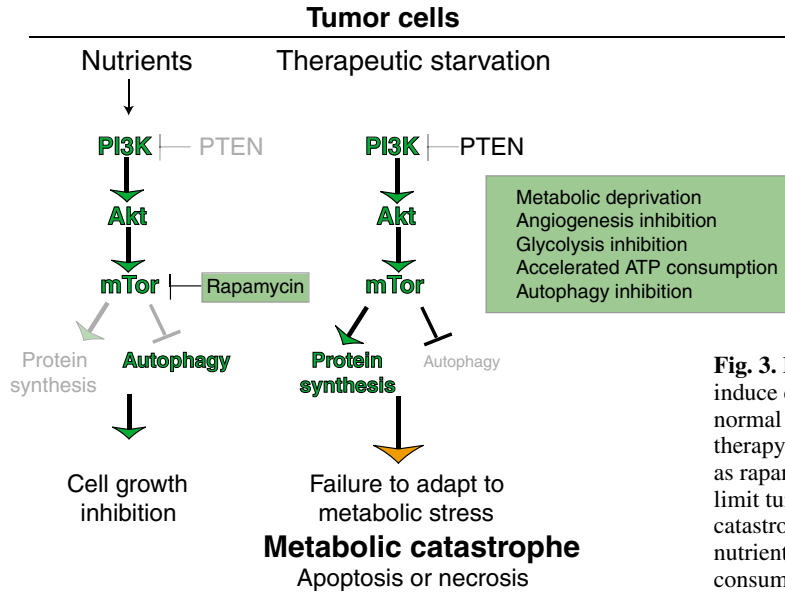 Tumor cells
Nutrients
Therapeutic starvation
PI3K
PTEN
PI3K
PTEN
Akt
Akt
mTor
Rapamycin
mTor
Metabolic deprivation
Angiogenesis inhibition
Glycolysis inhibition
Accelerated ATP consumption
Autophagy inhibition
Protein
synthesis
Autophagy
Protein
synthesis
Autophagy
Cell growth
inhibition
Failure to adapt to
metabolic stress
Metabolic catastrophe
Apoptosis or necrosis
Fig. 3.
induce
normal
therapy
as rapam
limit tum
catastro
nutrient
consum